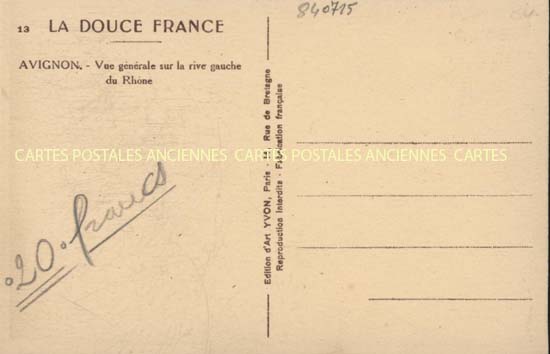 840715
13 LA DOUCE FRANCE
AVIGNON. - Vue générale sur la rive gauche
du Rhône
CARTES POSTALES ANCIENNES CARTES POSTALES ANCIENNES CARTES
20 francs
Edition d'Art YVON, Paris - Rue de Bretagne
Reproduction Interdite - Fabrication française